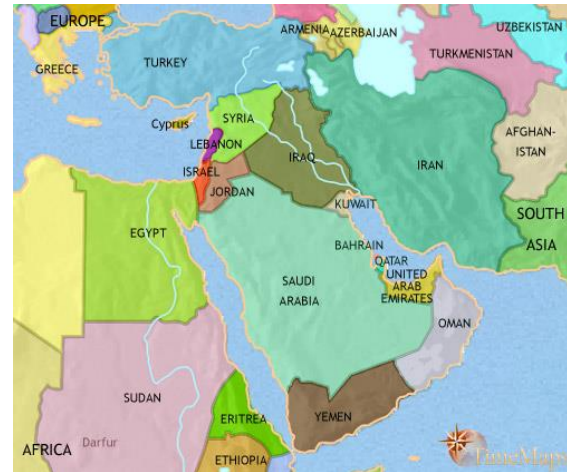 EUROPE
GREECE
TURKEY
ARMENIA
AZERBAIJAN
UZBEKISTAN
TURKMENISTAN
Cyprus
SYRIA
LEBANON
ISRAEL
JORDAN
IRAQ
IRAN
AFGHAN-
ISTAN
KUWAIT
SOUTH
ASIA
EGYPT
BAHRAIN
QATAR
UNITED
ARAB
EMIRATES
SAUDI
ARABIA
OMAN
SUDAN
ERITREA
YEMEN
AFRICA
Darfur
ETHIOPIA
TimeMaps